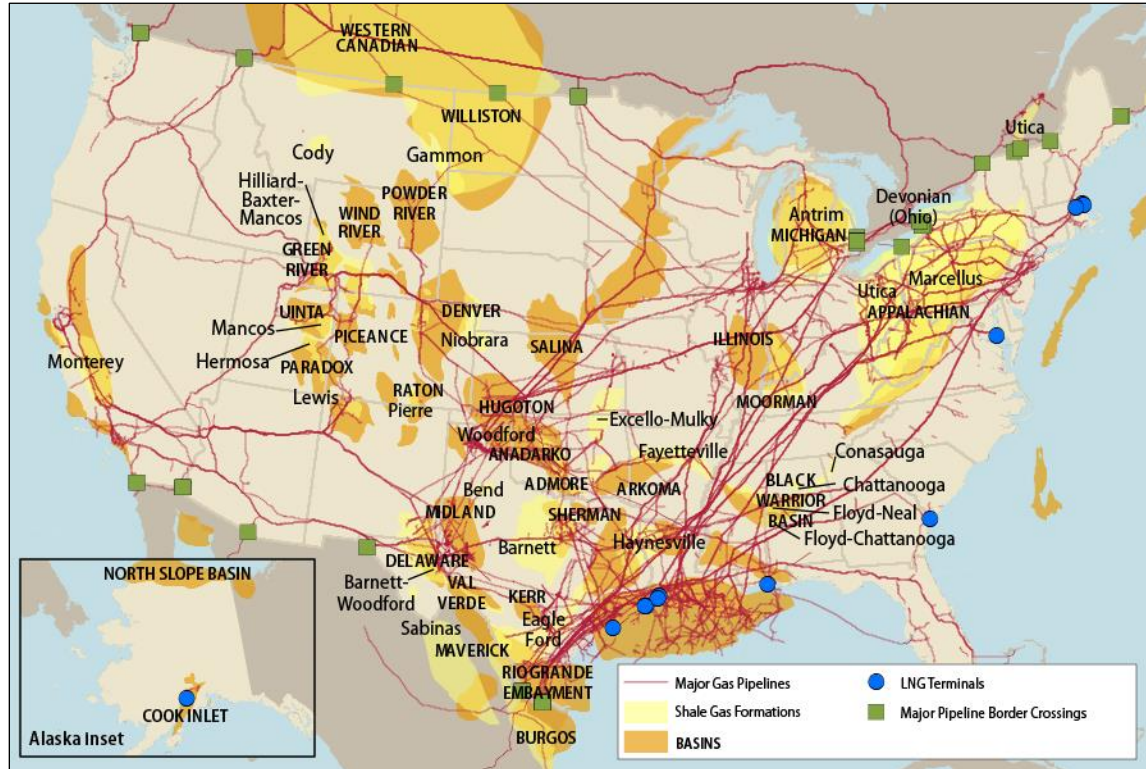 WESTERN
CANADIAN
WILLISTON
Utica
Cody
Gammon
Hilliard-
Baxter-
Mancos
POWDER
RIVER
WIND
RIVER
Devonian
(Ohio)
Antrim
MICHIGAN
GREEN
RIVER
Marcellus
Utica
APPALACHIAN
UINTA
DENVER
Mancos
PICEANCE
Niobrara
ILLINOIS
SALINA
Hermosa
Monterey
PARADOX
Lewis
RATON
Pierre
HUGOTON
MOORMAN
Excello-Mulky
Woodford
ANADARKO
Fayetteville
Conasauga
Bend
ADMORE
ARKOMA
BLACK
WARRIOR
BASIN
Chattanooga
MIDLAND
SHERMAN
Floyd-Neal
Barnett
Haynesville
Floyd-Chattanooga
DELAWARE
Barnett-
Woodford
VAL
VERDE
KERR
Eagle
Ford
Sabinas
MAVERICK
RIO GRANDE
EMBAYMENT
BURGOS
NORTH SLOPE BASIN
COOK INLET
Alaska Inset
Major Gas Pipelines
LNG Terminals
Shale Gas Formations
Major Pipeline Border Crossings
BASINS